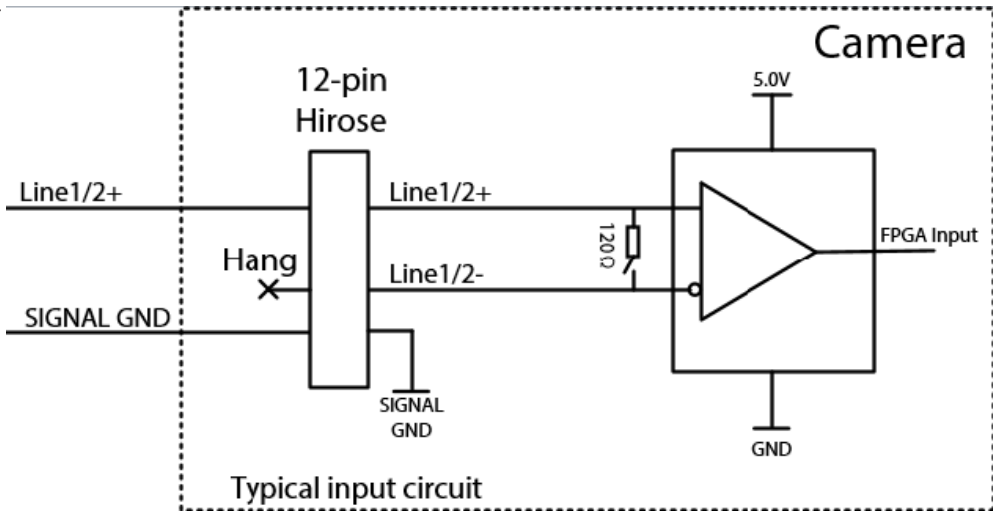 Camera
12-pin
Hirose
5.0V
Line1/2+
Line1/2+
120Ω
FPGA Input
Hang
Line1/2-
SIGNAL GND
SIGNAL
GND
GND
Typical input circuit